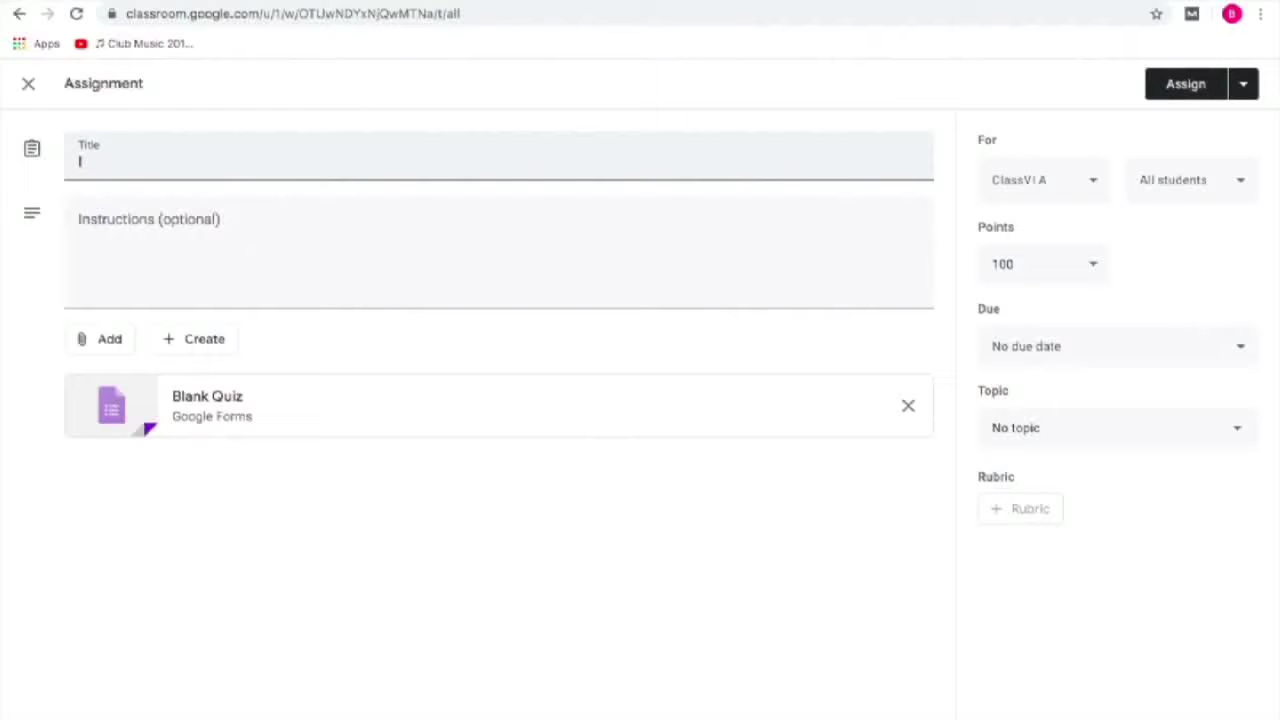 classroom.google.com/u/1/w/OTUwNDYxNjQwMTNa/t/all
B
Apps
♫ Club Music 201...
Assignment
Assign
Title
Instructions (optional)
Add
+ Create
Blank Quiz
Google Forms
For
ClassVI A
All students
Points
100
Due
No due date
Topic
No topic
Rubric
+ Rubric